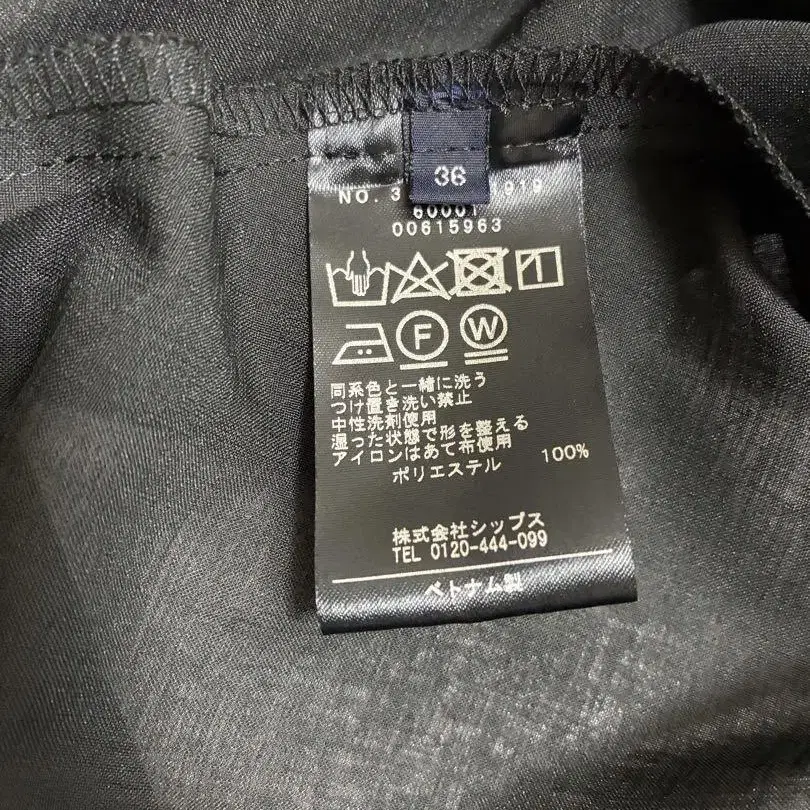 36
NO. 3 919
60001
00615963
F W
同系色と一緒に洗う
つけ置き洗い禁止
中性洗剤使用
湿った状態で形を整える
アイロンはあて布使用
ポリエステル 100%
株式会社シップス
TEL 0120-444-099
ベトナム製